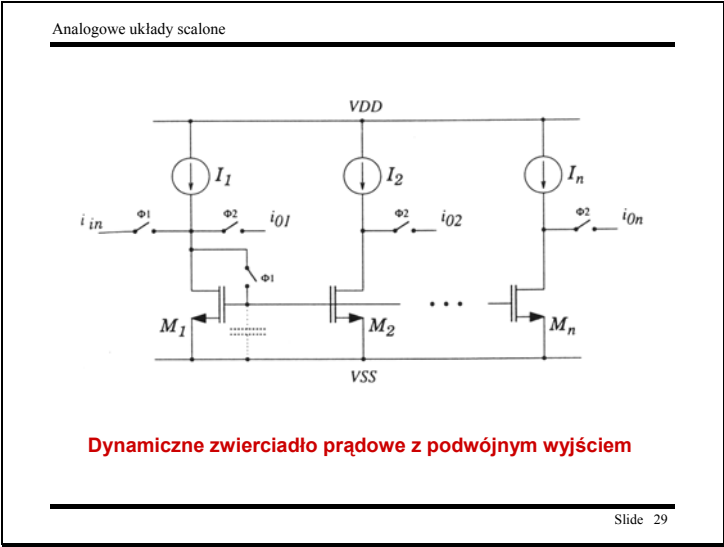 Analogowe układy scalone
VDD
I1 I2 In
i in Φ1 Φ2 i01 Φ2 i02 Φ2 i0n
Φ1
M1 M2 • • • Mn
VSS
Dynamiczne zwierciadło prądowe z podwójnym wyjściem
Slide 29